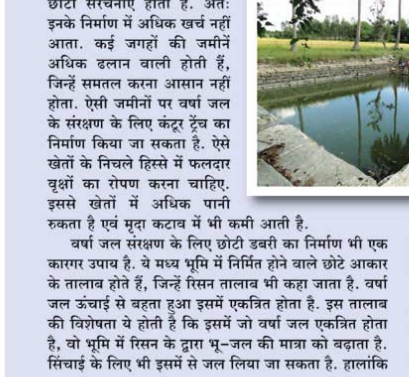 छोटी संरचनाएं होती हैं. अतः
इनके निर्माण में अधिक खर्च नहीं
आता. कई जगहों की जमीनें
अधिक ढलान वाली होती हैं,
जिन्हें समतल करना आसान नहीं
होता. ऐसी जमीनों पर वर्षा जल
के संरक्षण के लिए कंटूर ट्रेंच का
निर्माण किया जा सकता है. ऐसे
खेतों के निचले हिस्से में फलदार
वृक्षों का रोपण करना चाहिए.
इससे खेतों में अधिक पानी
रुकता है एवं मृदा कटाव में भी कमी आती है.
वर्षा जल संरक्षण के लिए छोटी डबरी का निर्माण भी एक
कारगर उपाय है. ये मध्य भूमि में निर्मित होने वाले छोटे आकार
के तालाब होते हैं, जिन्हें रिसन तालाब भी कहा जाता है. वर्षा
जल ऊंचाई से बहता हुआ इसमें एकत्रित होता है. इस तालाब
की विशेषता ये होती है कि इसमें जो वर्षा जल एकत्रित होता
है, वो भूमि में रिसन के द्वारा भू-जल की मात्रा को बढ़ाता है.
सिंचाई के लिए भी इसमें से जल लिया जा सकता है. हालांकि